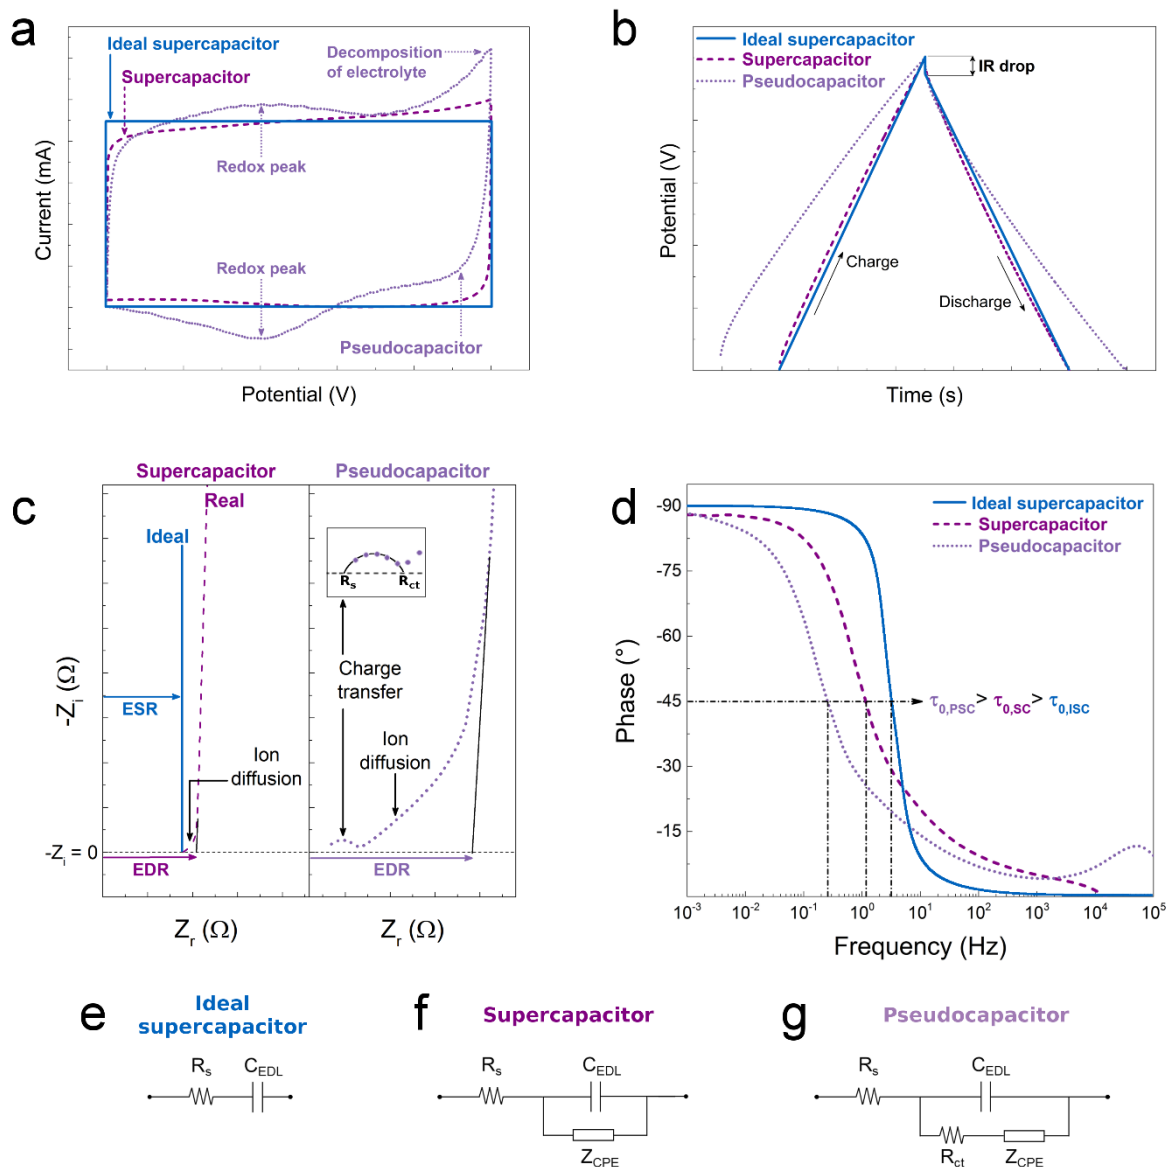 a
Ideal supercapacitor
Supercapacitor
Decomposition
of electrolyte
Redox peak
Redox peak
Pseudocapacitor
Current (mA)
Potential (V)
b
Ideal supercapacitor
Supercapacitor
Pseudocapacitor
IR drop
Charge
Discharge
Potential (V)
Time (s)
c
Supercapacitor
Pseudocapacitor
Real
Ideal
ESR
Ion
diffusion
EDR
Rs
Rct
Charge
transfer
Ion
diffusion
EDR
-Zi (Ω)
-Zi = 0
Zr (Ω)
Zr (Ω)
d
Ideal supercapacitor
Supercapacitor
Pseudocapacitor
-90
-75
-60
-45
-30
-15
τ0,PSC > τ0,SC > τ0,ISC
Phase (°)
10⁻³ 10⁻² 10⁻¹ 10⁰ 10¹ 10² 10³ 10⁴ 10⁵
Frequency (Hz)
e
Ideal
supercapacitor
Rs
CEDL
f
Supercapacitor
Rs
CEDL
ZCPE
g
Pseudocapacitor
Rs
CEDL
Rct
ZCPE